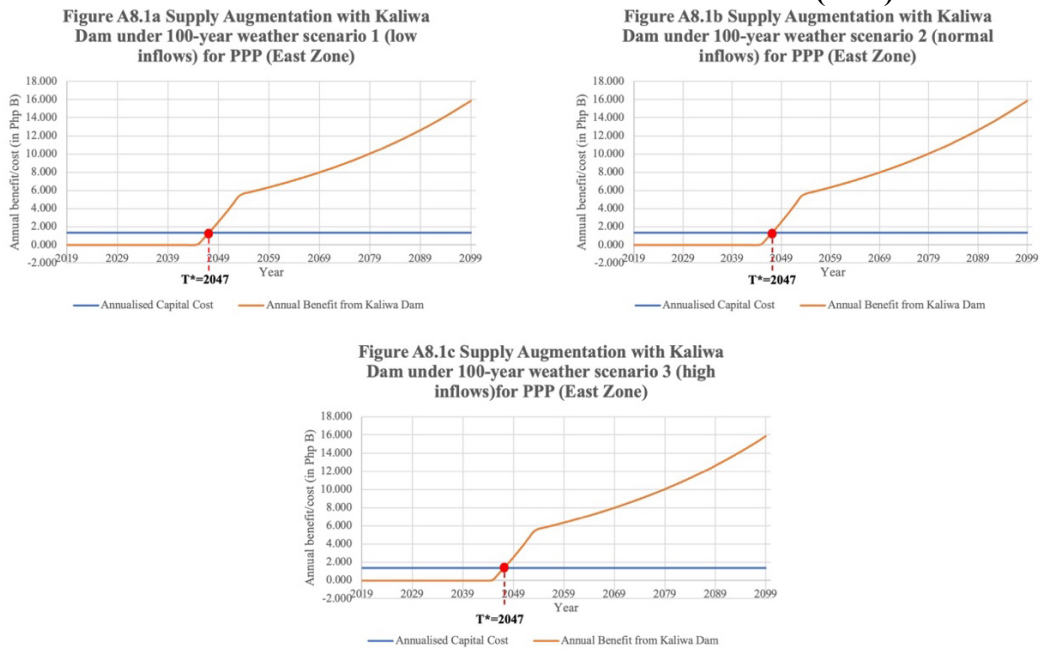 Figure A8.1a Supply Augmentation with Kaliwa
Dam under 100-year weather scenario 1 (low
inflows) for PPP (East Zone)
18.000
16.000
14.000
12.000
10.000
8.000
6.000
4.000
2.000
0.000
-2.000
Annual benefit/cost (in Php B)
2019 2029 2039 2049 2059 2069 2079 2089 2099
Year
T*=2047
Annualised Capital Cost
Annual Benefit from Kaliwa Dam
Figure A8.1b Supply Augmentation with Kaliwa
Dam under 100-year weather scenario 2 (normal
inflows) for PPP (East Zone)
18.000
16.000
14.000
12.000
10.000
8.000
6.000
4.000
2.000
0.000
-2.000
Annual benefit/cost (in Php B)
2019 2029 2039 2049 2059 2069 2079 2089 2099
Year
T*=2047
Annualised Capital Cost
Annual Benefit from Kaliwa Dam
Figure A8.1c Supply Augmentation with Kaliwa
Dam under 100-year weather scenario 3 (high
inflows)for PPP (East Zone)
18.000
16.000
14.000
12.000
10.000
8.000
6.000
4.000
2.000
0.000
-2.000
Annual benefit/cost (in Php B)
2019 2029 2039 2049 2059 2069 2079 2089 2099
Year
T*=2047
Annualised Capital Cost
Annual Benefit from Kaliwa Dam